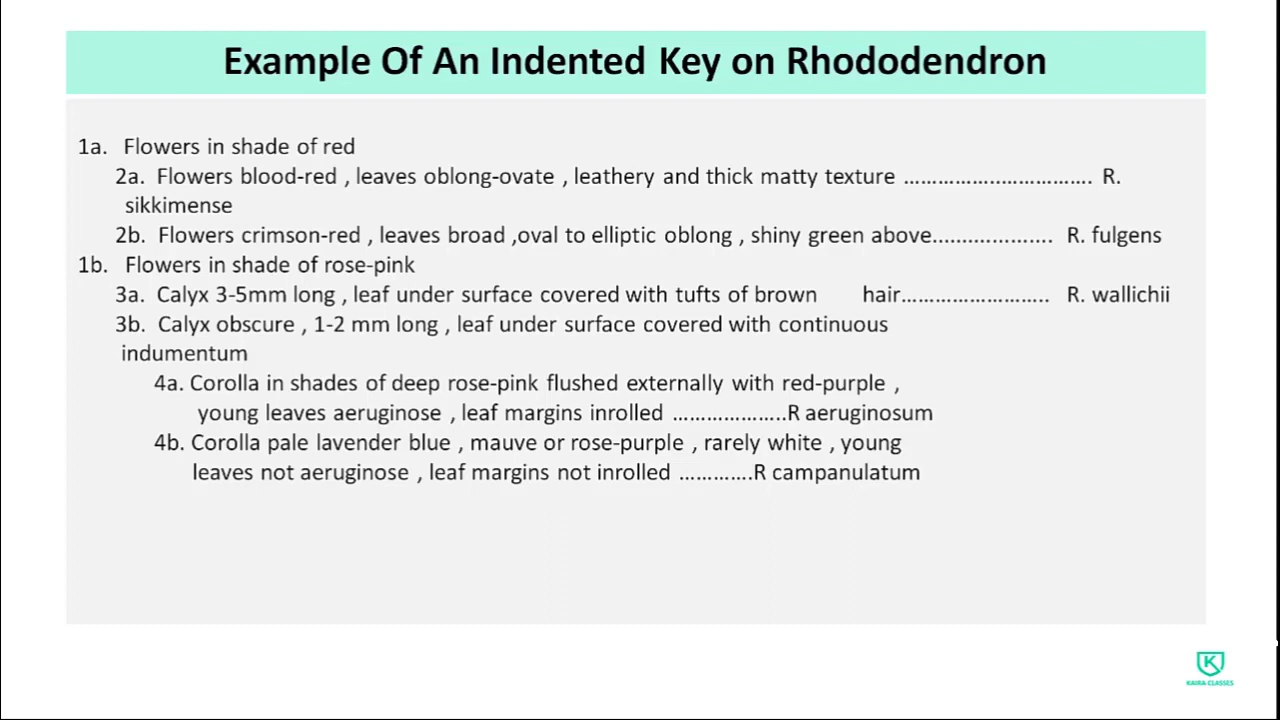 Example Of An Indented Key on Rhododendron
1a. Flowers in shade of red
2a. Flowers blood-red , leaves oblong-ovate , leathery and thick matty texture ……………..……………. R.
sikkimense
2b. Flowers crimson-red , leaves broad ,oval to elliptic oblong , shiny green above..................... R. fulgens
1b. Flowers in shade of rose-pink
3a. Calyx 3-5mm long , leaf under surface covered with tufts of brown hair…………………….. R. wallichii
3b. Calyx obscure , 1-2 mm long , leaf under surface covered with continuous
indumentum
4a. Corolla in shades of deep rose-pink flushed externally with red-purple ,
young leaves aeruginose , leaf margins inrolled ………………..R aeruginosum
4b. Corolla pale lavender blue , mauve or rose-purple , rarely white , young
leaves not aeruginose , leaf margins not inrolled ………….R campanulatum
K
KAIRA CLASSES